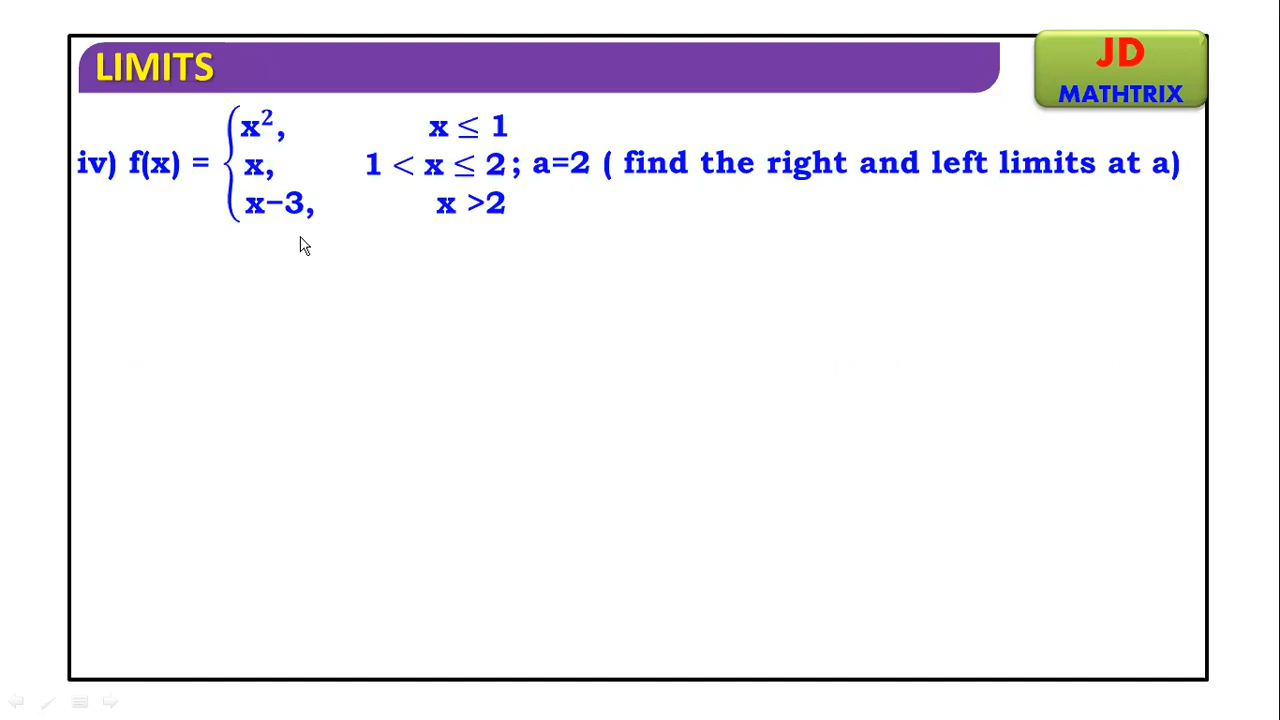 LIMITS
JD
MATHTRIX
x²,    x ≤ 1
iv) f(x) = { x,    1 < x ≤ 2 ; a=2 ( find the right and left limits at a)
x−3,    x >2